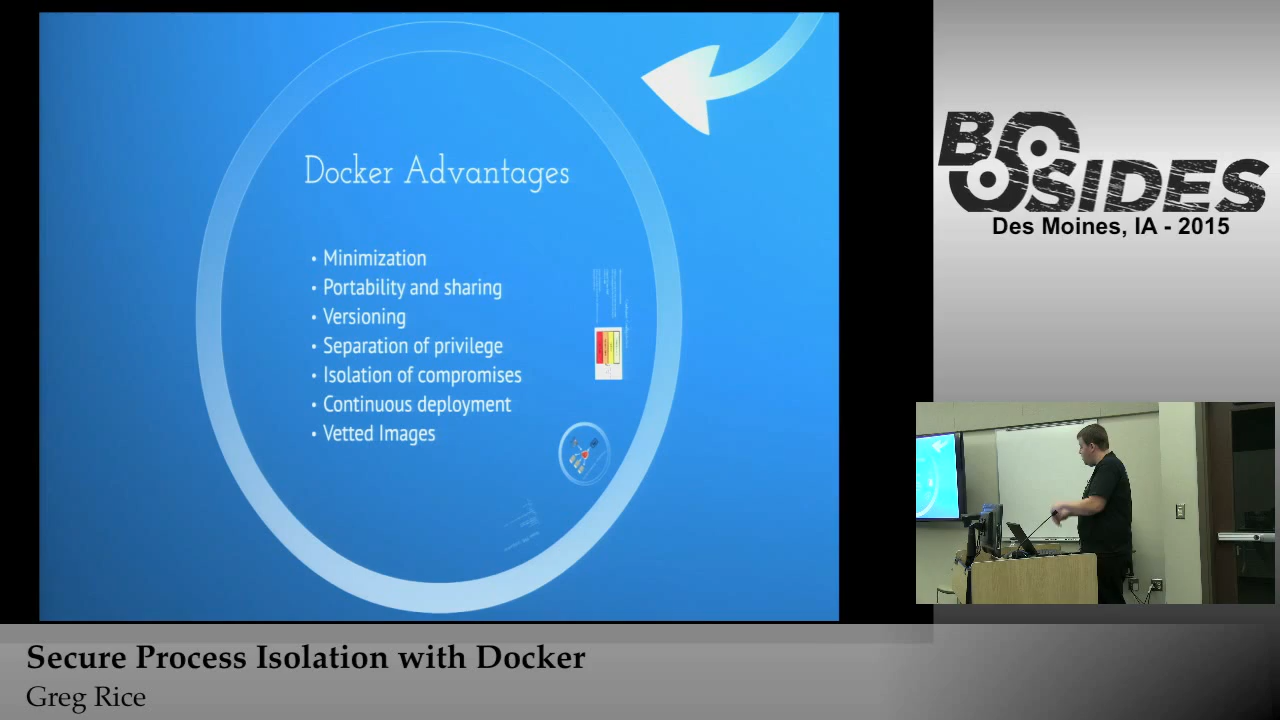 Docker Advantages
• Minimization
• Portability and sharing
• Versioning
• Separation of privilege
• Isolation of compromises
• Continuous deployment
• Vetted Images
BSIDES
Des Moines, IA - 2015
Secure Process Isolation with Docker
Greg Rice